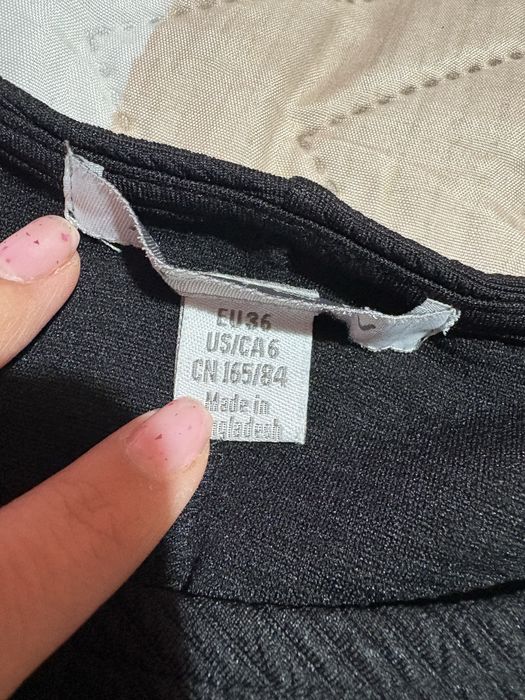 EU 36
US/CA 6
CN 165/84
Made in